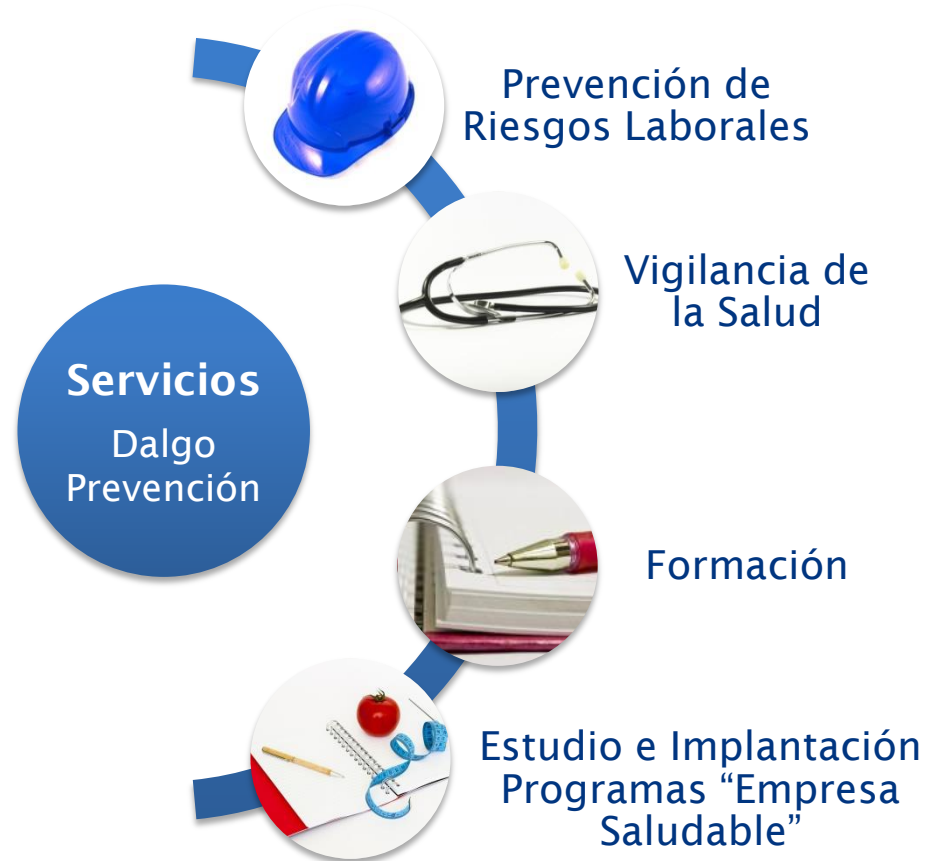 Prevención de
Riesgos Laborales
Vigilancia de
la Salud
Servicios
Dalgo
Prevención
Formación
Estudio e Implantación
Programas “Empresa
Saludable”